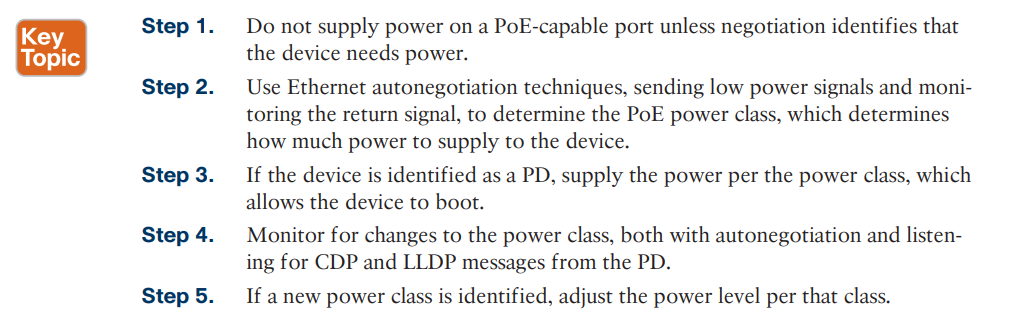 Key
Topic
Step 1. Do not supply power on a PoE-capable port unless negotiation identifies that
the device needs power.
Step 2. Use Ethernet autonegotiation techniques, sending low power signals and moni-
toring the return signal, to determine the PoE power class, which determines
how much power to supply to the device.
Step 3. If the device is identified as a PD, supply the power per the power class, which
allows the device to boot.
Step 4. Monitor for changes to the power class, both with autonegotiation and listen-
ing for CDP and LLDP messages from the PD.
Step 5. If a new power class is identified, adjust the power level per that class.